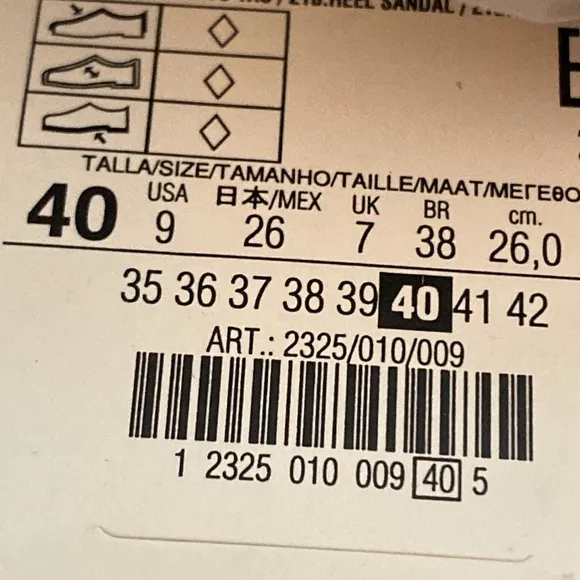 HEEL SANDAL /
TALLA/SIZE/TAMANHO/TAILLE/MAAT/ΜΕΓΕΘΟ
40 USA 日本/MEX UK BR cm.
9 26 7 38 26,0
35 36 37 38 39 40 41 42
ART.: 2325/010/009
1 2325 010 009 40 5